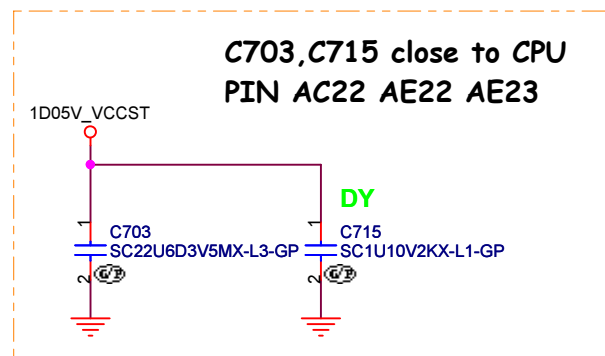 C703,C715 close to CPU
PIN AC22 AE22 AE23
1D05V_VCCST
DY
1
C703
SC22U6D3V5MX-L3-GP
2
G/P
1
C715
SC1U10V2KX-L1-GP
2
G/P